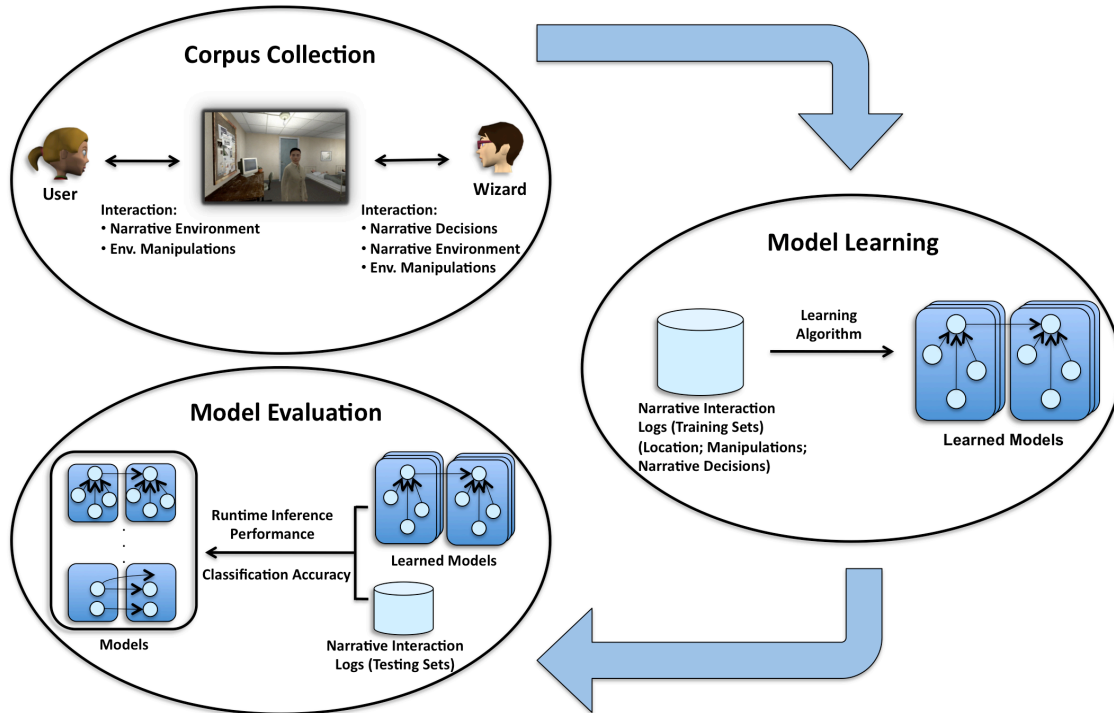 Corpus Collection
User
Wizard
Interaction:
• Narrative Environment
• Env. Manipulations
Interaction:
• Narrative Decisions
• Narrative Environment
• Env. Manipulations
Model Learning
Learning
Algorithm
Narrative Interaction
Logs (Training Sets)
(Location; Manipulations;
Narrative Decisions)
Learned Models
Model Evaluation
Runtime Inference
Performance
Classification Accuracy
Learned Models
Models
Narrative Interaction
Logs (Testing Sets)